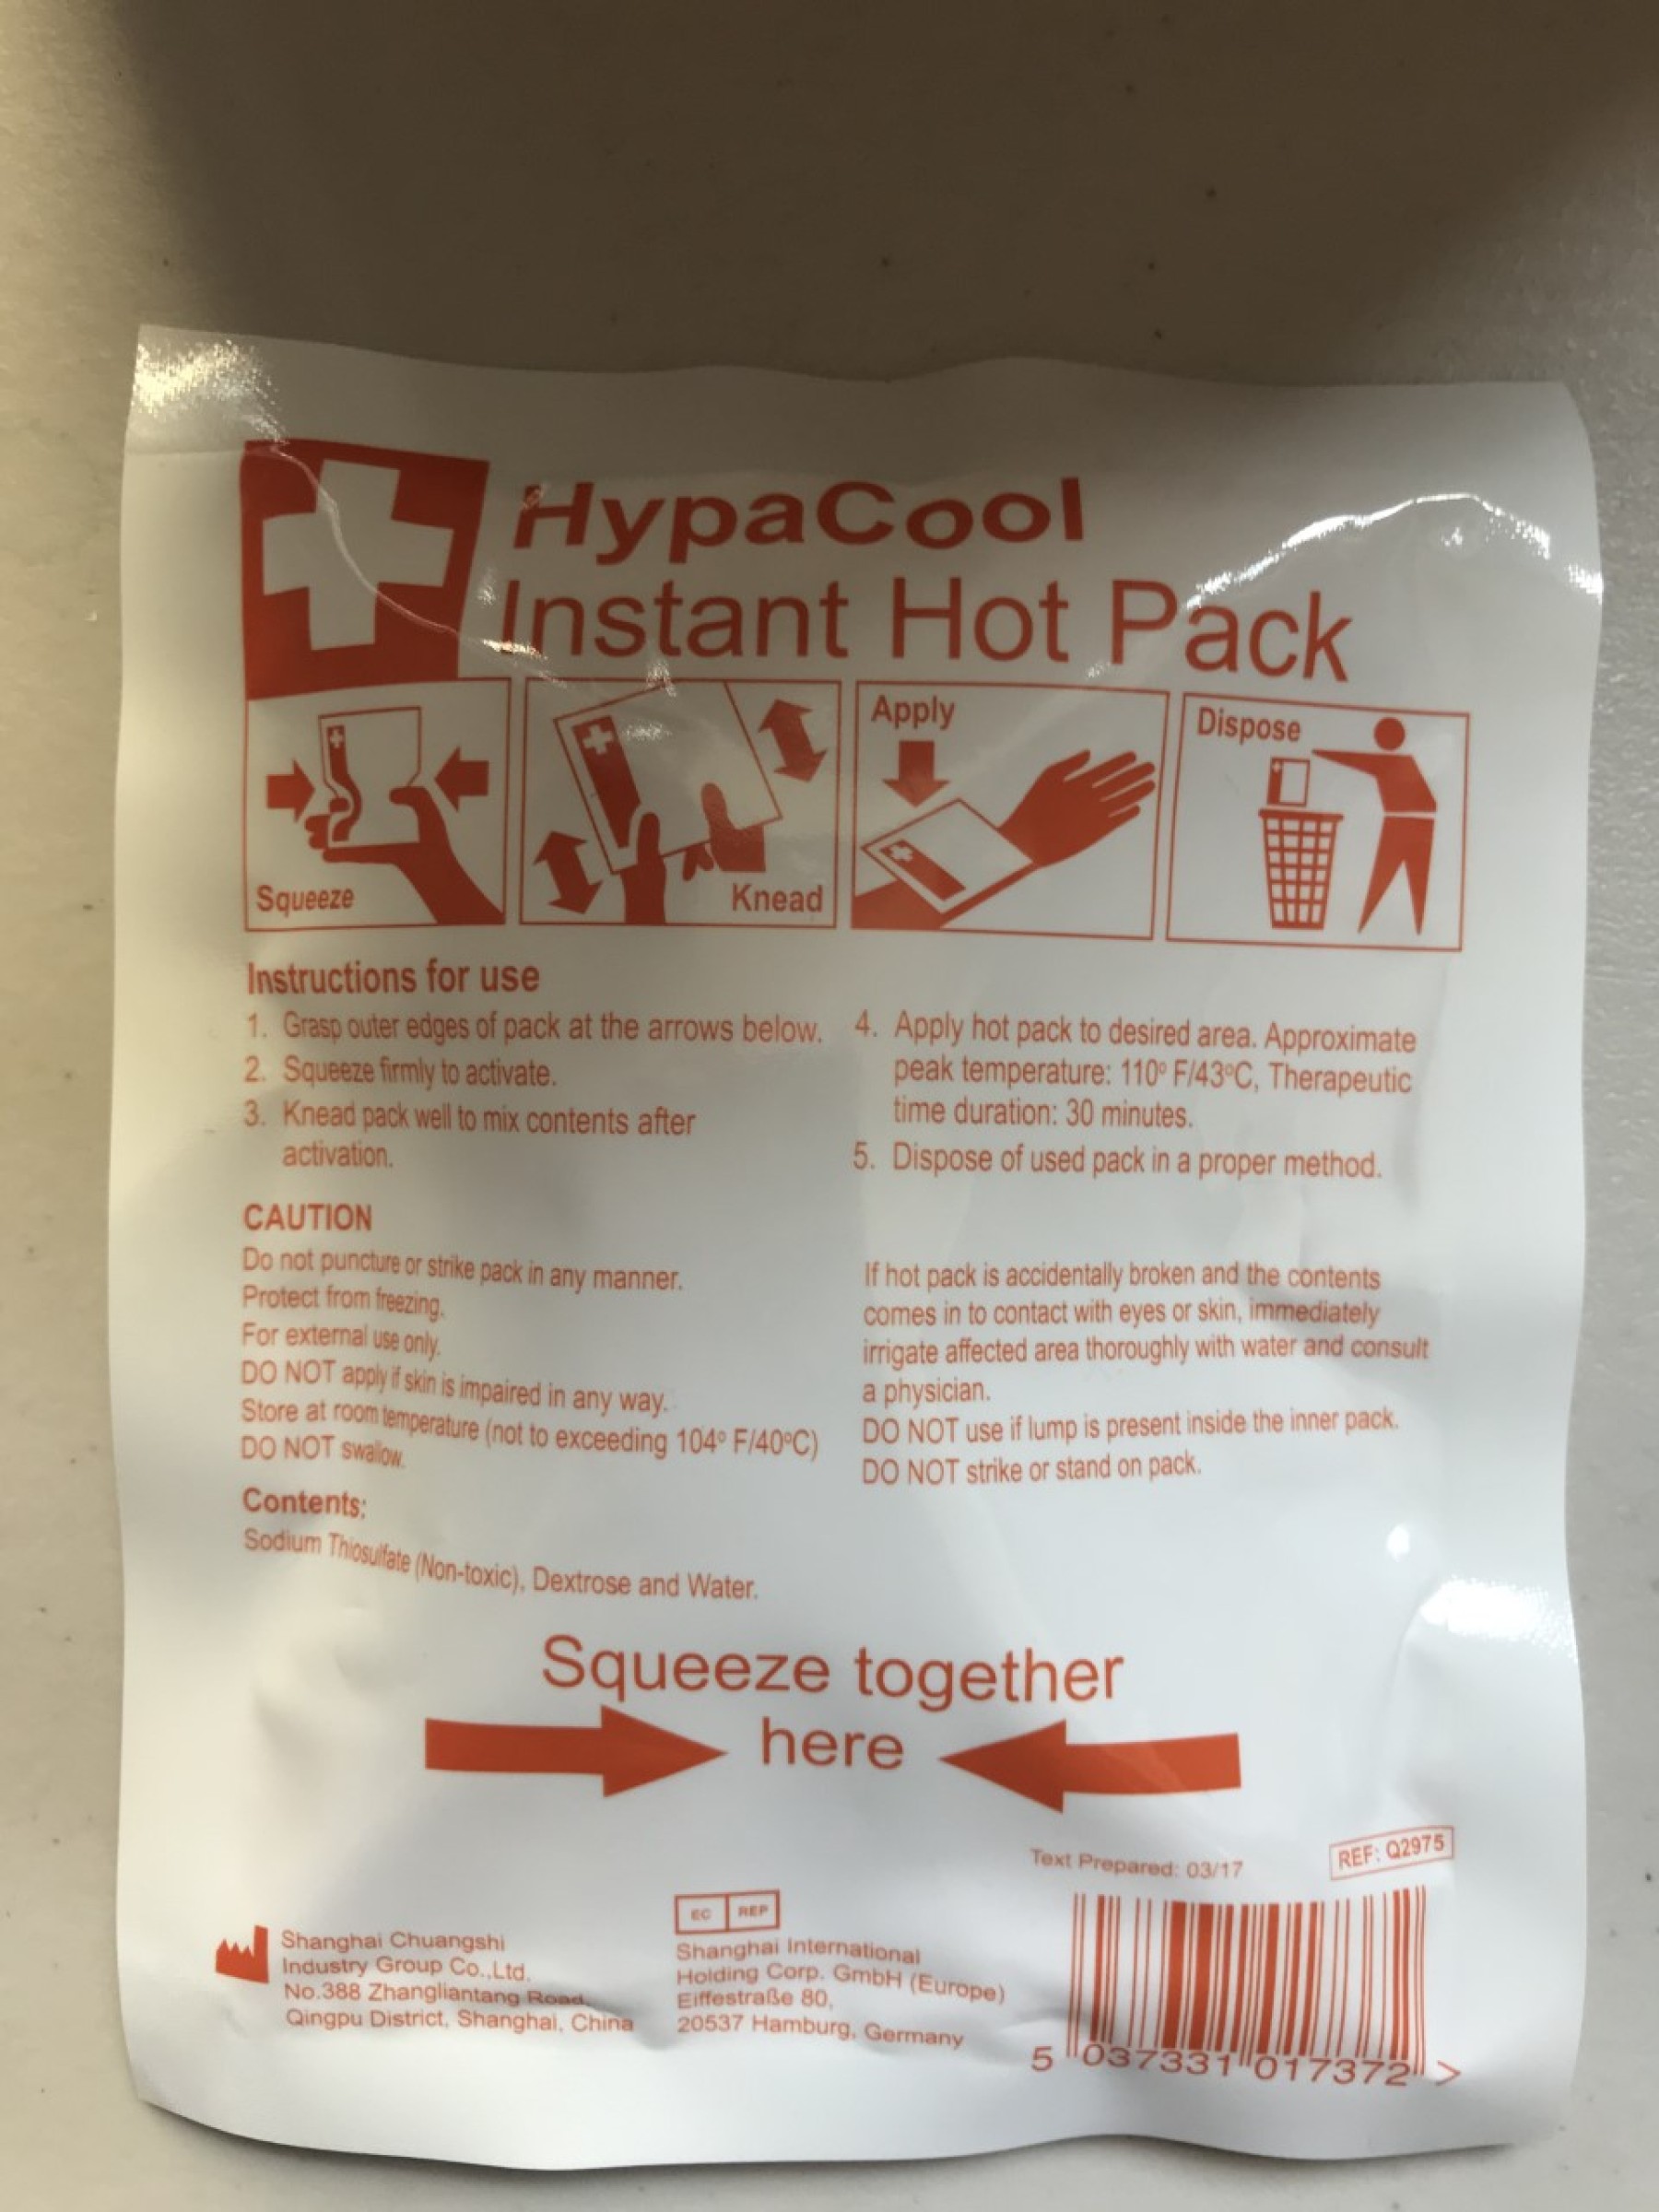 HypaCool
Instant Hot Pack
Squeeze
Knead
Apply
Dispose
Instructions for use
1. Grasp outer edges of pack at the arrows below.
2. Squeeze firmly to activate.
3. Knead pack well to mix contents after
activation.
4. Apply hot pack to desired area. Approximate
peak temperature: 110º F/43ºC, Therapeutic
time duration: 30 minutes.
5. Dispose of used pack in a proper method.
CAUTION
Do not puncture or strike pack in any manner.
Protect from freezing.
For external use only.
DO NOT apply if skin is impaired in any way.
Store at room temperature (not to exceeding 104º F/40ºC)
DO NOT swallow.
If hot pack is accidentally broken and the contents
comes in to contact with eyes or skin, immediately
irrigate affected area thoroughly with water and consult
a physician.
DO NOT use if lump is present inside the inner pack.
DO NOT strike or stand on pack.
Contents:
Sodium Thiosulfate (Non-toxic), Dextrose and Water.
Squeeze together
here
Text Prepared: 03/17
REF: Q2975
Shanghai Chuangshi
Industry Group Co.,Ltd.
No.388 Zhangliantang Road,
Qingpu District, Shanghai, China
EC REP
Shanghai International
Holding Corp. GmbH (Europe)
Eiffestraße 80,
20537 Hamburg, Germany
5 037331 017372 >